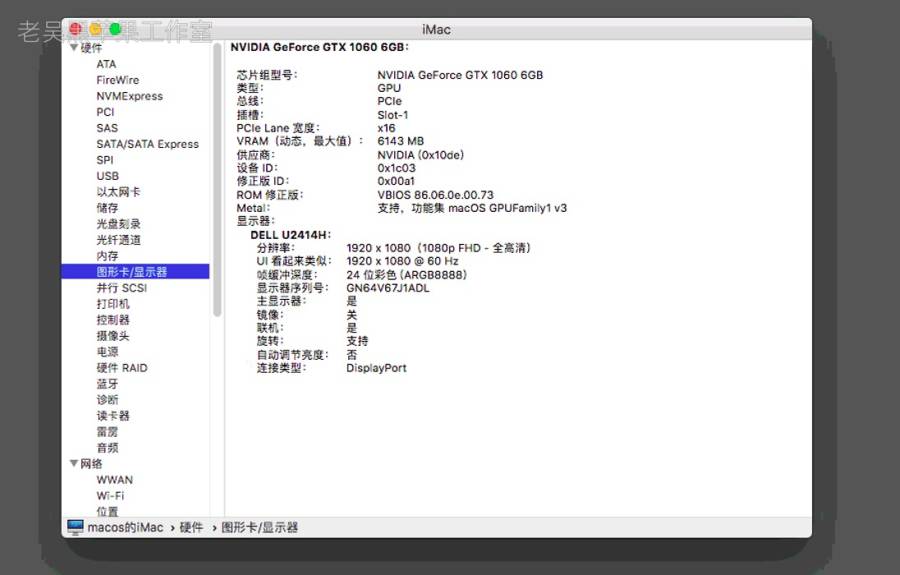 老吴黑苹果工作室
iMac
硬件
ATA
FireWire
NVMExpress
PCI
SAS
SATA/SATA Express
SPI
USB
以太网卡
储存
光盘刻录
光纤通道
内存
图形卡/显示器
并行 SCSI
打印机
控制器
摄像头
电源
硬件 RAID
蓝牙
诊断
读卡器
雷雳
音频
网络
WWAN
Wi-Fi
位置
NVIDIA GeForce GTX 1060 6GB:
芯片组型号: NVIDIA GeForce GTX 1060 6GB
类型: GPU
总线: PCIe
插槽: Slot-1
PCIe Lane 宽度: x16
VRAM（动态，最大值）: 6143 MB
供应商: NVIDIA (0x10de)
设备 ID: 0x1c03
修正版 ID: 0x00a1
ROM 修正版: VBIOS 86.06.0e.00.73
Metal: 支持，功能集 macOS GPUFamily1 v3
显示器:
DELL U2414H:
分辨率: 1920 x 1080（1080p FHD - 全高清）
UI 看起来类似: 1920 x 1080 @ 60 Hz
帧缓冲深度: 24 位彩色 (ARGB8888)
显示器序列号: GN64V67J1ADL
主显示器: 是
镜像: 关
联机: 是
旋转: 支持
自动调节亮度: 否
连接类型: DisplayPort
macos的iMac › 硬件 › 图形卡/显示器